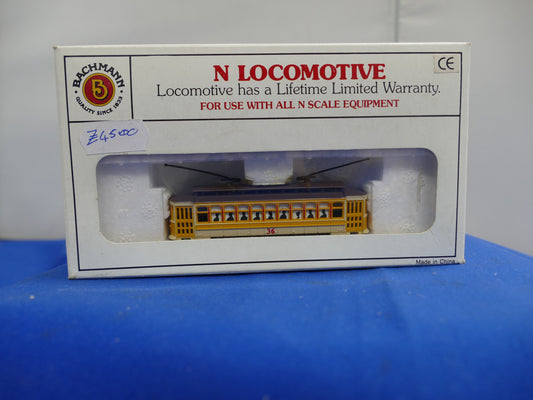 BACHMANN
B
QUALITY SINCE 1833
N LOCOMOTIVE
Locomotive has a Lifetime Limited Warranty.
FOR USE WITH ALL N SCALE EQUIPMENT
CE
£45.00
36
Made in China